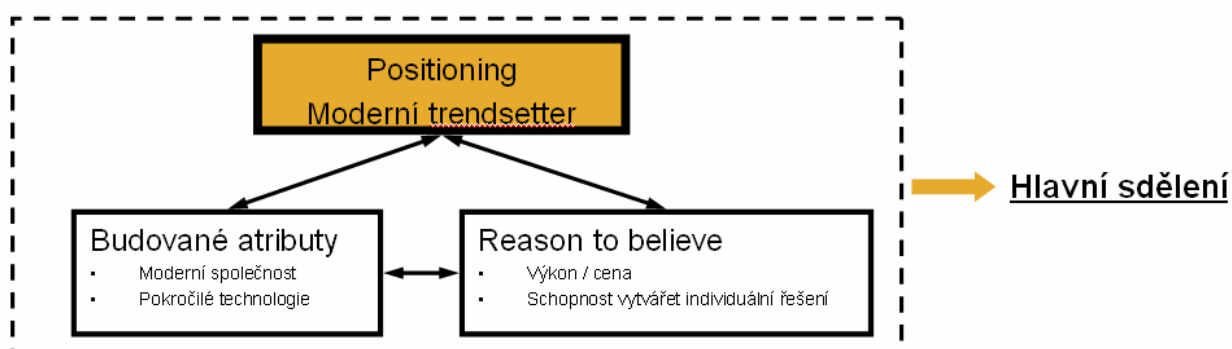 Positioning
Moderní trendsetter
Hlavní sdělení
Budované atributy
▪ Moderní společnost
▪ Pokročilé technologie
Reason to believe
▪ Výkon / cena
▪ Schopnost vytvářet individuální řešení